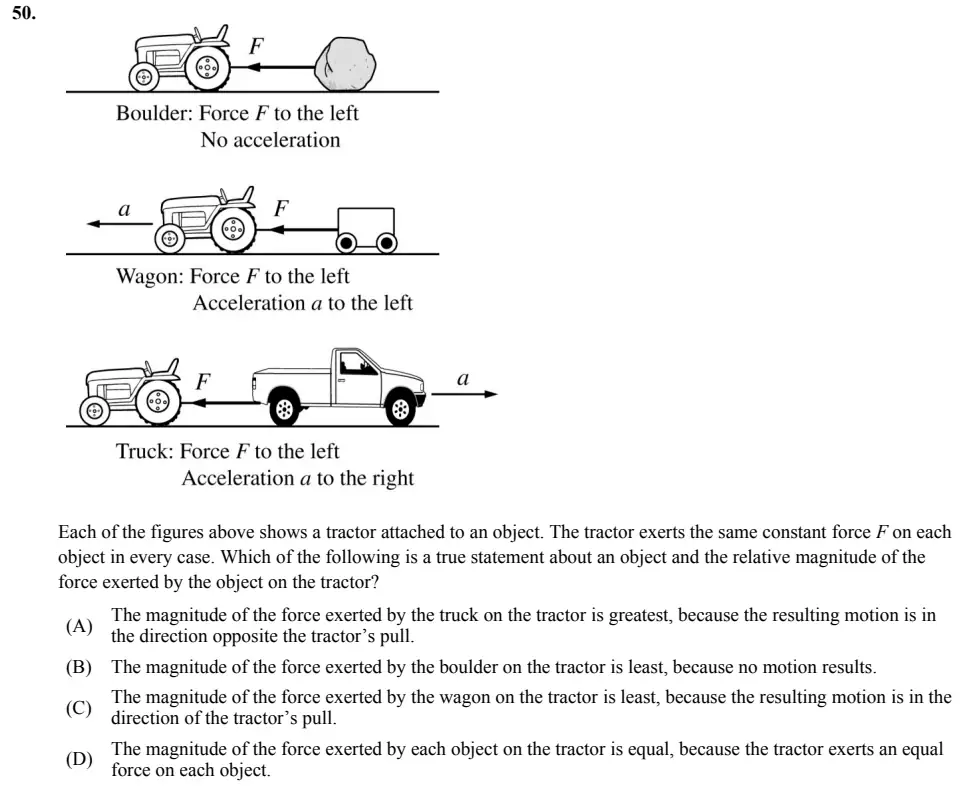 50.
F
Boulder: Force F to the left
No acceleration
a
F
Wagon: Force F to the left
Acceleration a to the left
F
a
Truck: Force F to the left
Acceleration a to the right
Each of the figures above shows a tractor attached to an object. The tractor exerts the same constant force F on each
object in every case. Which of the following is a true statement about an object and the relative magnitude of the
force exerted by the object on the tractor?
(A) The magnitude of the force exerted by the truck on the tractor is greatest, because the resulting motion is in
the direction opposite the tractor's pull.
(B) The magnitude of the force exerted by the boulder on the tractor is least, because no motion results.
(C) The magnitude of the force exerted by the wagon on the tractor is least, because the resulting motion is in the
direction of the tractor's pull.
(D) The magnitude of the force exerted by each object on the tractor is equal, because the tractor exerts an equal
force on each object.